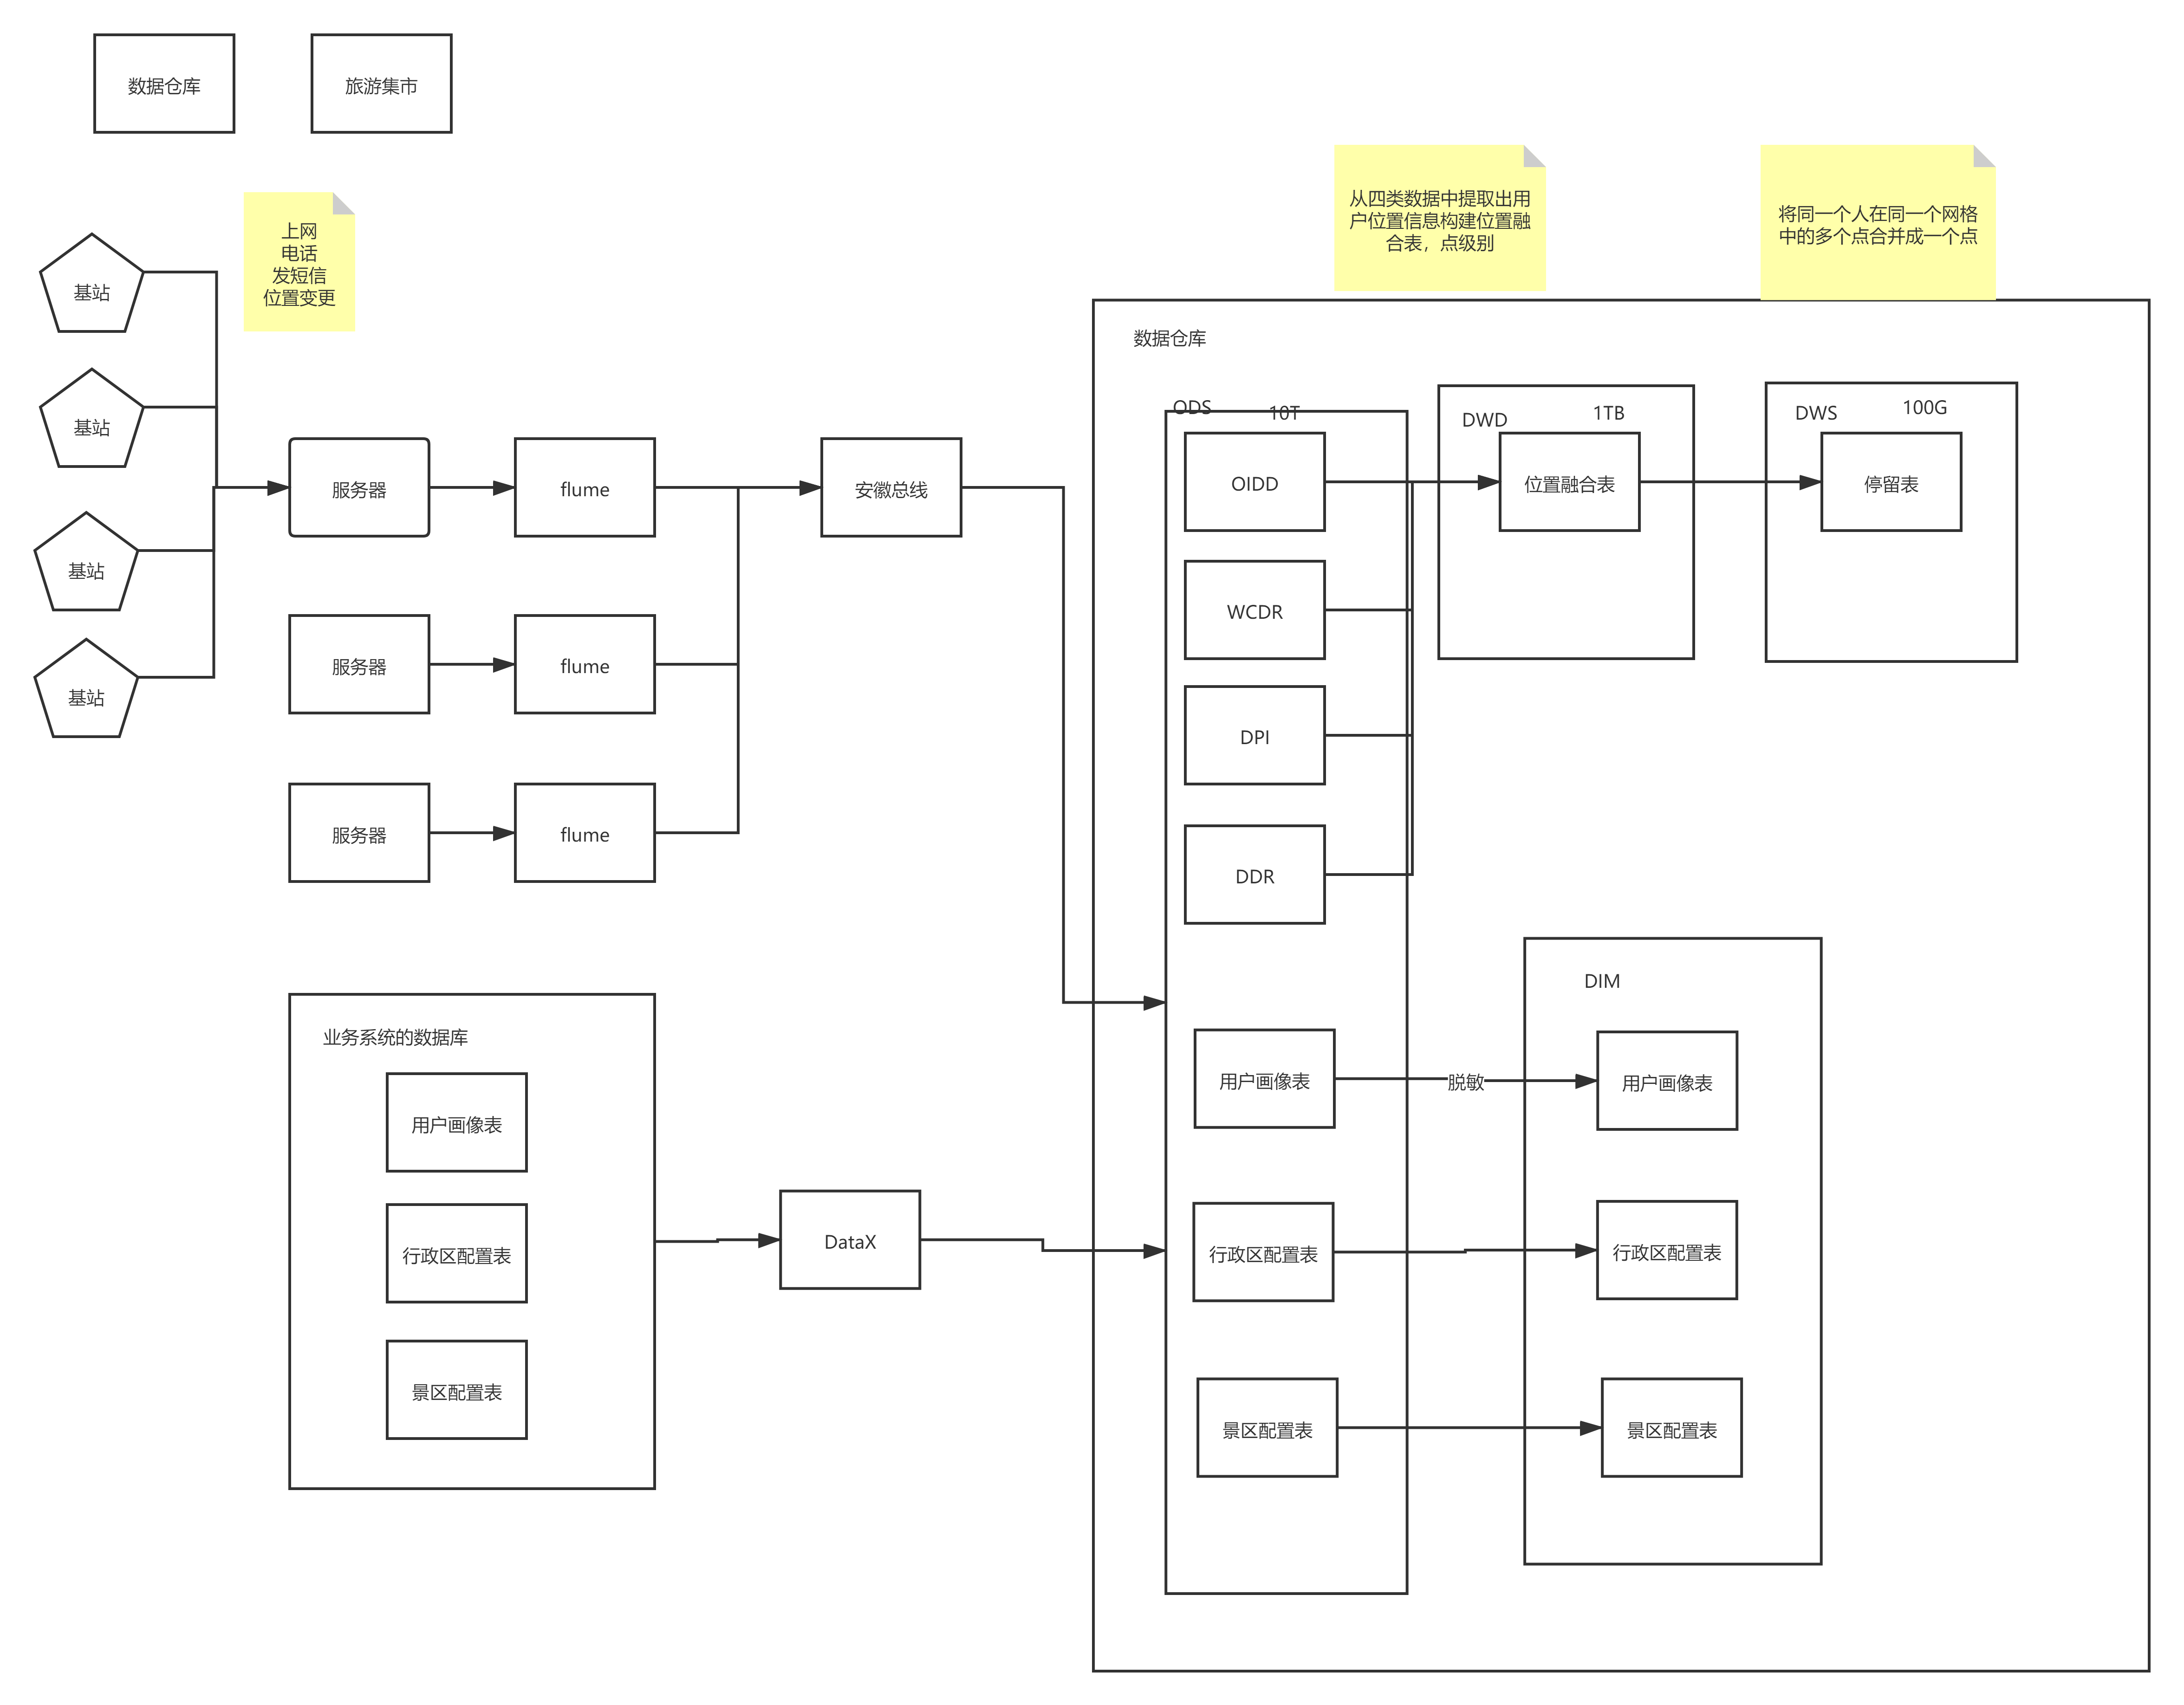 数据仓库
旅游集市
上网
电话
发短信
位置变更
从四类数据中提取出用
户位置信息构建位置融
合表，点级别
将同一个人在同一个网格
中的多个点合并成一个点
基站
基站
基站
基站
服务器
flume
安徽总线
服务器
flume
服务器
flume
业务系统的数据库
用户画像表
行政区配置表
景区配置表
DataX
数据仓库
ODS
10T
OIDD
WCDR
DPI
DDR
用户画像表
行政区配置表
景区配置表
DWD
1TB
位置融合表
DWS
100G
停留表
脱敏
DIM
用户画像表
行政区配置表
景区配置表